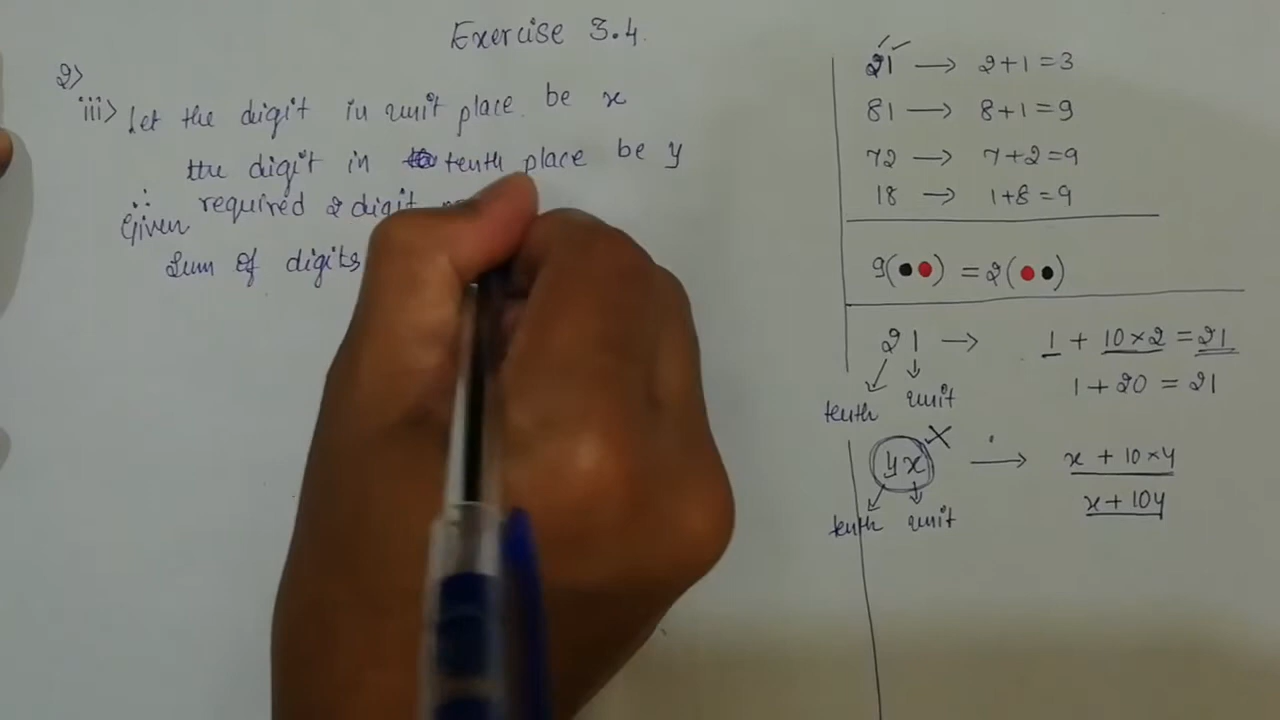 Exercise 3.4.
2>
iii> Let the digit in unit place. be x
the digit in tenth place be y
∴ required 2 digit
Given
Sum of digits
21 → 2+1=3
81 → 8+1=9
72 → 7+2=9
18 → 1+8=9
9( ) = 2( )
21 → 1 + 10×2 = 21
1+20 = 21
tenth unit
yx → x + 10×y
x+10y
tenth unit